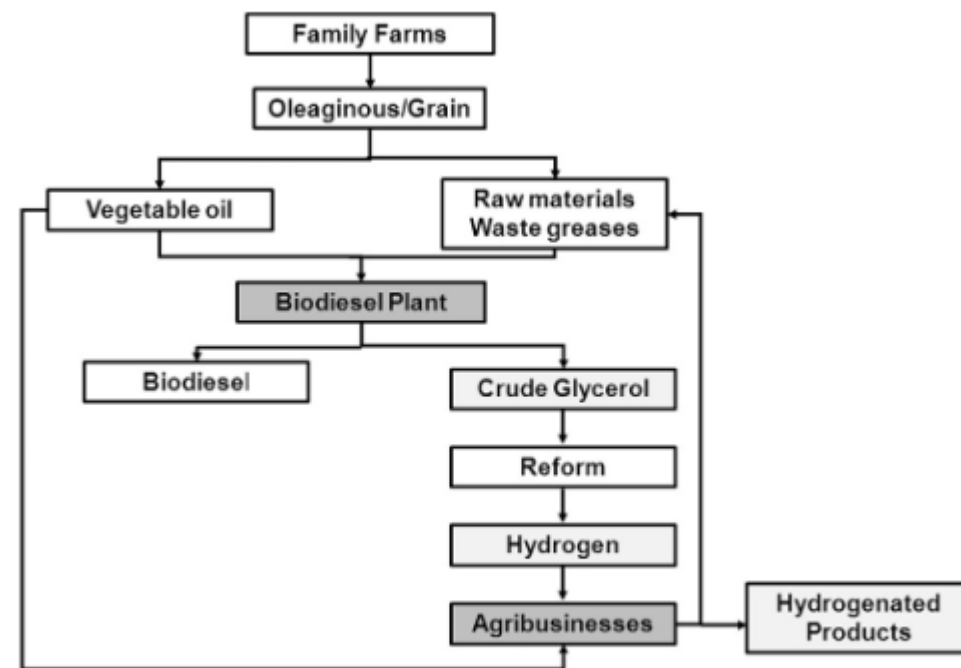 Family Farms
Oleaginous/Grain
Vegetable oil
Raw materials
Waste greases
Biodiesel Plant
Biodiesel
Crude Glycerol
Reform
Hydrogen
Agribusinesses
Hydrogenated
Products